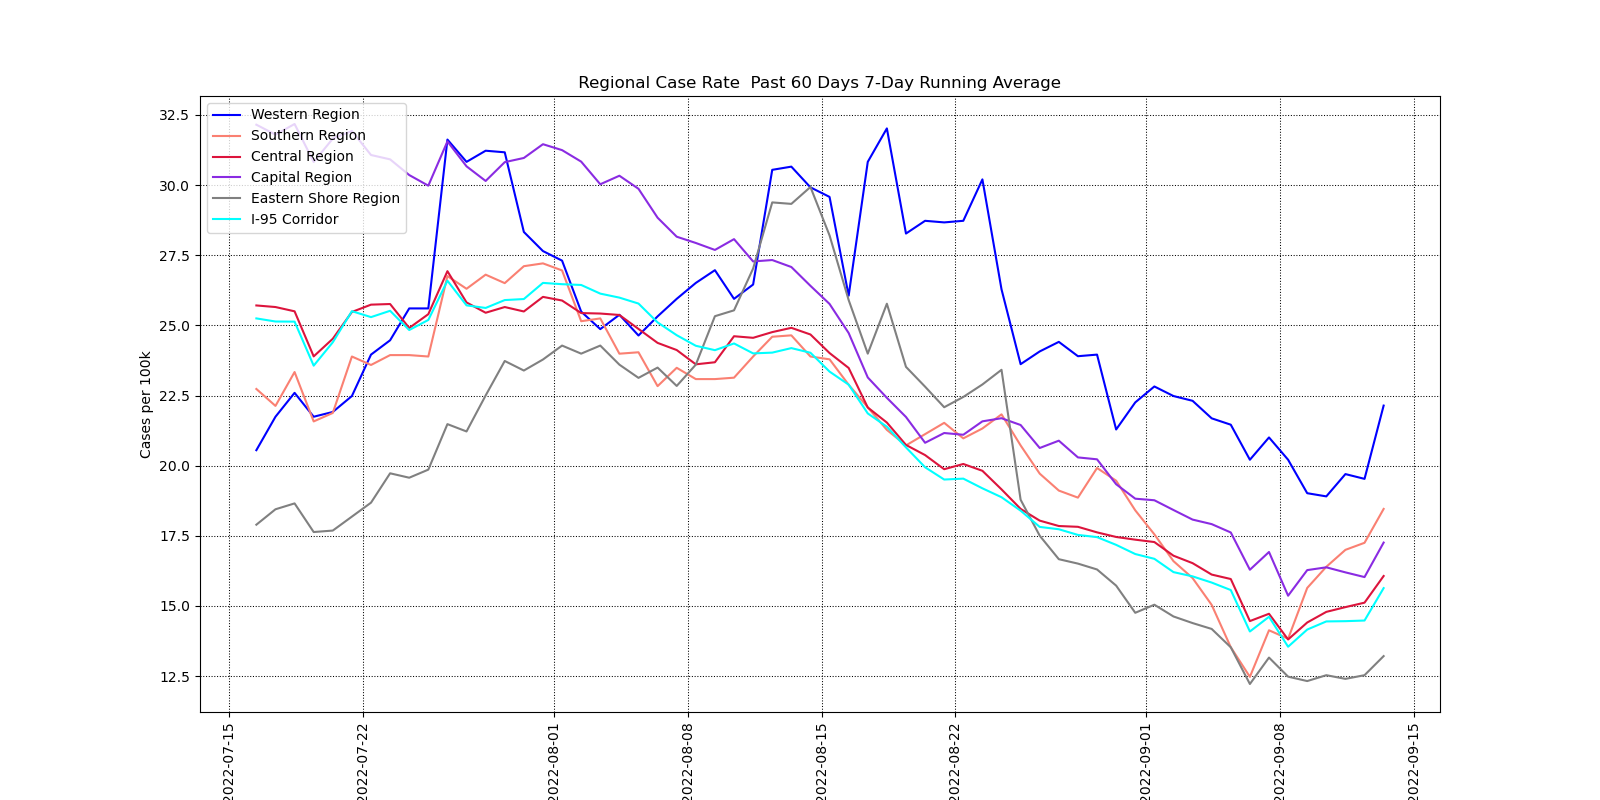 Regional Case Rate  Past 60 Days 7-Day Running Average
Western Region
Southern Region
Central Region
Capital Region
Eastern Shore Region
I-95 Corridor
Cases per 100k
32.5
30.0
27.5
25.0
22.5
20.0
17.5
15.0
12.5
2022-07-15
2022-07-22
2022-08-01
2022-08-08
2022-08-15
2022-08-22
2022-09-01
2022-09-08
2022-09-15